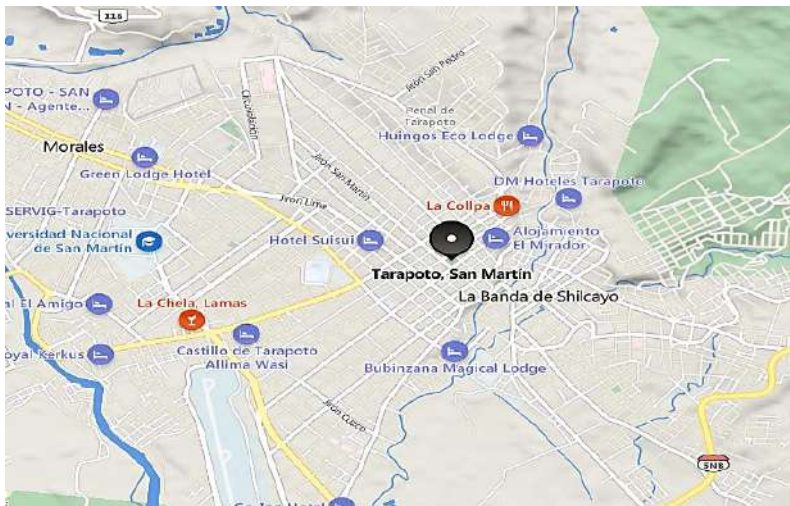 116
Jirón San Pedro
POTO - SAN
N - Agente...
Circunvalación
Penal de
Tarapoto
Huingos Eco Lodge
Morales
Green Lodge Hotel
Jirón San Martín
DM Hoteles Tarapoto
Jirón Lima
La Collpa
SERVIG-Tarapoto
versidad Nacional
de San Martín
Hotel Suisui
Alojamiento
El Mirador
Tarapoto, San Martín
La Banda de Shilcayo
al El Amigo
La Chela, Lamas
oyal Kerkus
Castillo de Tarapoto
Allima Wasi
Bubinzana Magical Lodge
Jirón Cuzco
5NB